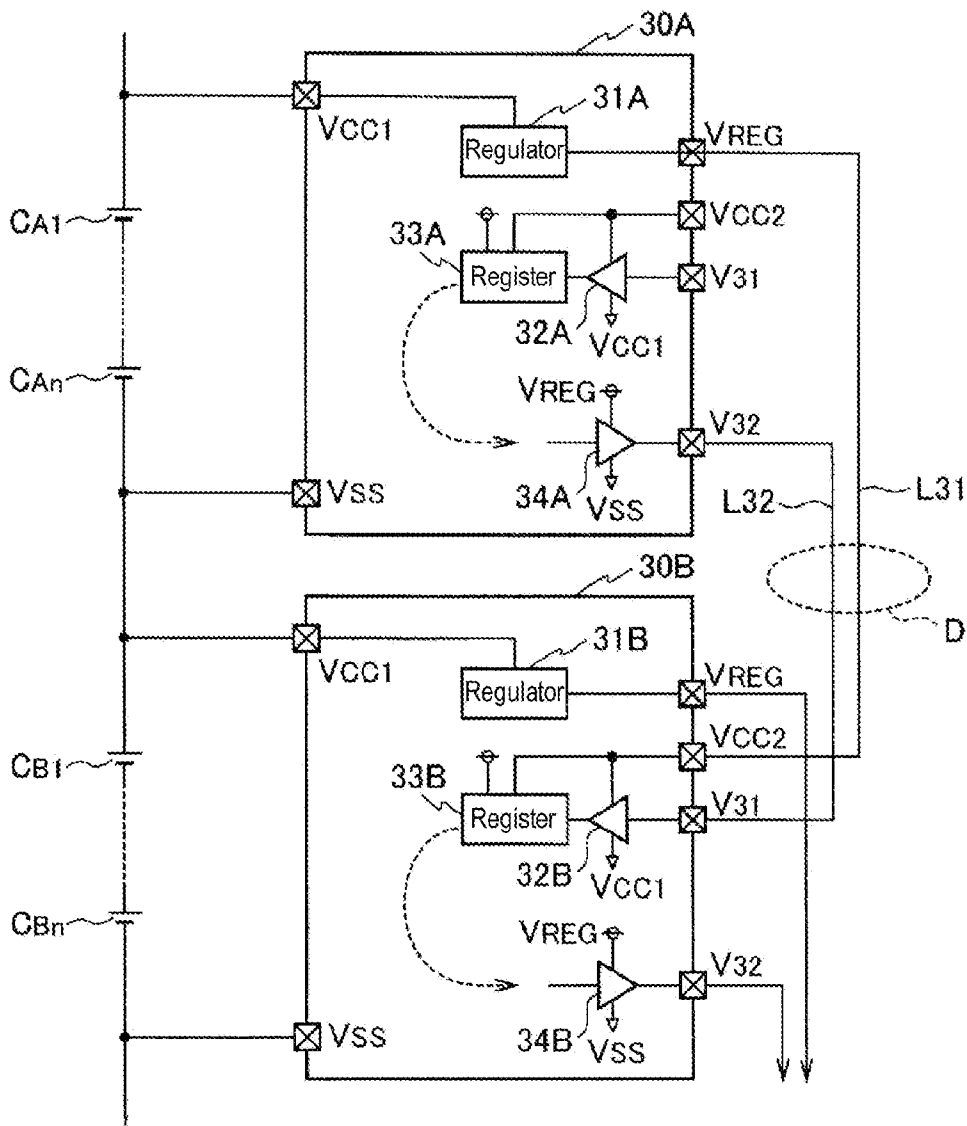 30A
31A
VCC1
VREG
Regulator
CA1
VCC2
33A
Register
V31
32A
VCC1
CAn
VREG
V32
34A
VSS
VSS
L32
L31
30B
D
31B
VCC1
VREG
Regulator
VCC2
CB1
33B
Register
V31
32B
VCC1
CBn
VREG
V32
34B
VSS
VSS